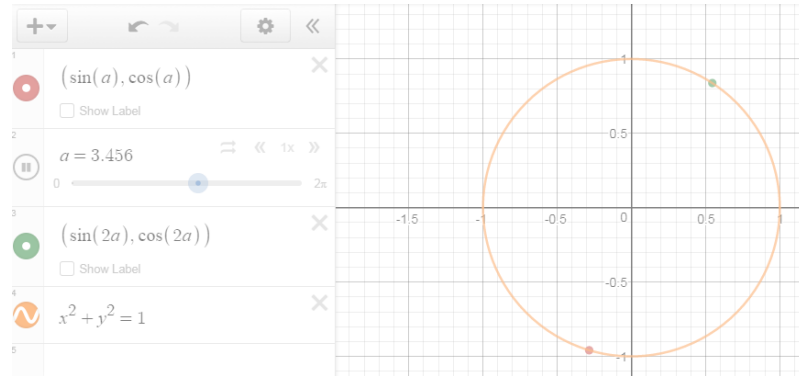 1
(sin(a), cos(a))
Show Label
2
a = 3.456
1x
0
2π
3
(sin(2a), cos(2a))
Show Label
4
x² + y² = 1
5
1
0.5
-1.5
-1
-0.5
0
0.5
1
-0.5
-1